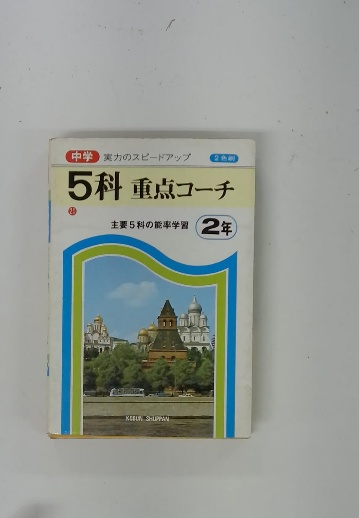 中学 実力のスピードアップ 2色刷
5科 重点コーチ
主要5科の能率学習 2年
KOBUN SHUPPAN